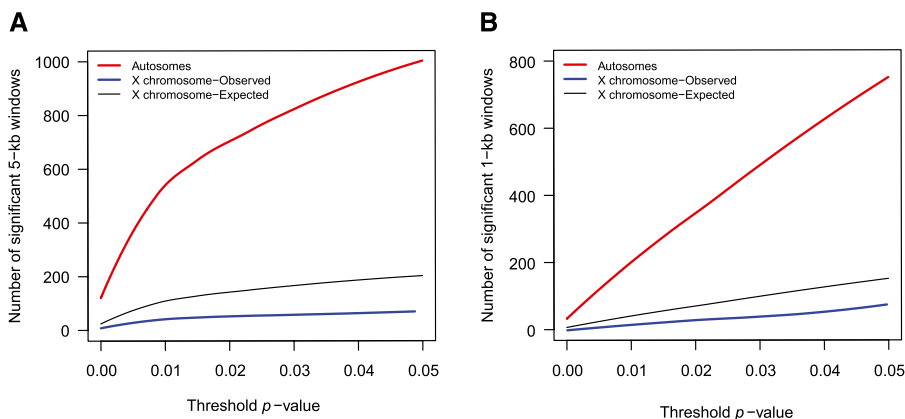 A
Number of significant 5−kb windows
1000
800
600
400
200
0
Autosomes
X chromosome−Observed
X chromosome−Expected
0.00 0.01 0.02 0.03 0.04 0.05
Threshold p−value
B
Number of significant 1−kb windows
800
600
400
200
0
Autosomes
X chromosome−Observed
X chromosome−Expected
0.00 0.01 0.02 0.03 0.04 0.05
Threshold p−value